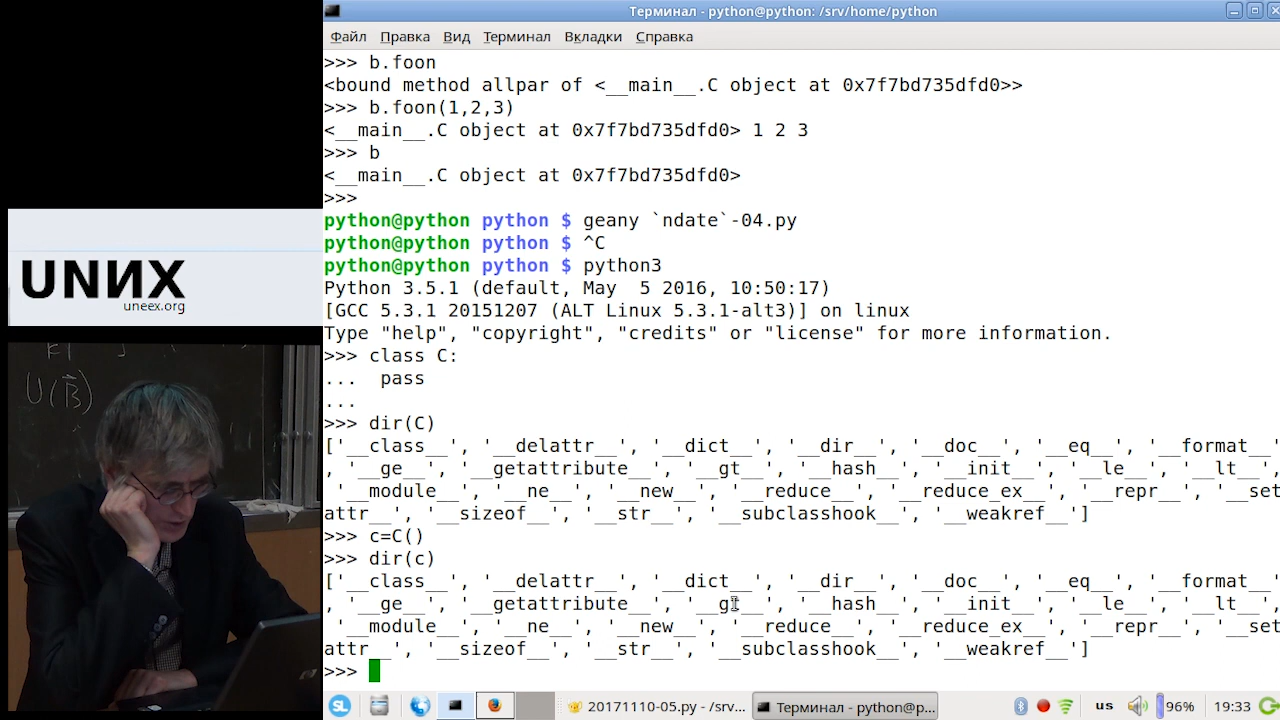 Терминал - python@python: /srv/home/python
Файл Правка Вид Терминал Вкладки Справка
>>> b.foon
<bound method allpar of <__main__.C object at 0x7f7bd735dfd0>>
>>> b.foon(1,2,3)
<__main__.C object at 0x7f7bd735dfd0> 1 2 3
>>> b
<__main__.C object at 0x7f7bd735dfd0>
>>>
python@python python $ geany `ndate`-04.py
python@python python $ ^C
python@python python $ python3
Python 3.5.1 (default, May  5 2016, 10:50:17)
[GCC 5.3.1 20151207 (ALT Linux 5.3.1-alt3)] on linux
Type "help", "copyright", "credits" or "license" for more information.
>>> class C:
...  pass
...
>>> dir(C)
['__class__', '__delattr__', '__dict__', '__dir__', '__doc__', '__eq__', '__format__'
, '__ge__', '__getattribute__', '__gt__', '__hash__', '__init__', '__le__', '__lt__',
'__module__', '__ne__', '__new__', '__reduce__', '__reduce_ex__', '__repr__', '__set
attr__', '__sizeof__', '__str__', '__subclasshook__', '__weakref__']
>>> c=C()
>>> dir(c)
['__class__', '__delattr__', '__dict__', '__dir__', '__doc__', '__eq__', '__format__'
, '__ge__', '__getattribute__', '__gt__', '__hash__', '__init__', '__le__', '__lt__',
'__module__', '__ne__', '__new__', '__reduce__', '__reduce_ex__', '__repr__', '__set
attr__', '__sizeof__', '__str__', '__subclasshook__', '__weakref__']
>>>
UNИX
uneex.org
U(B)
SL
20171110-05.py - /srv... Терминал - python@p... us 96% 19:33